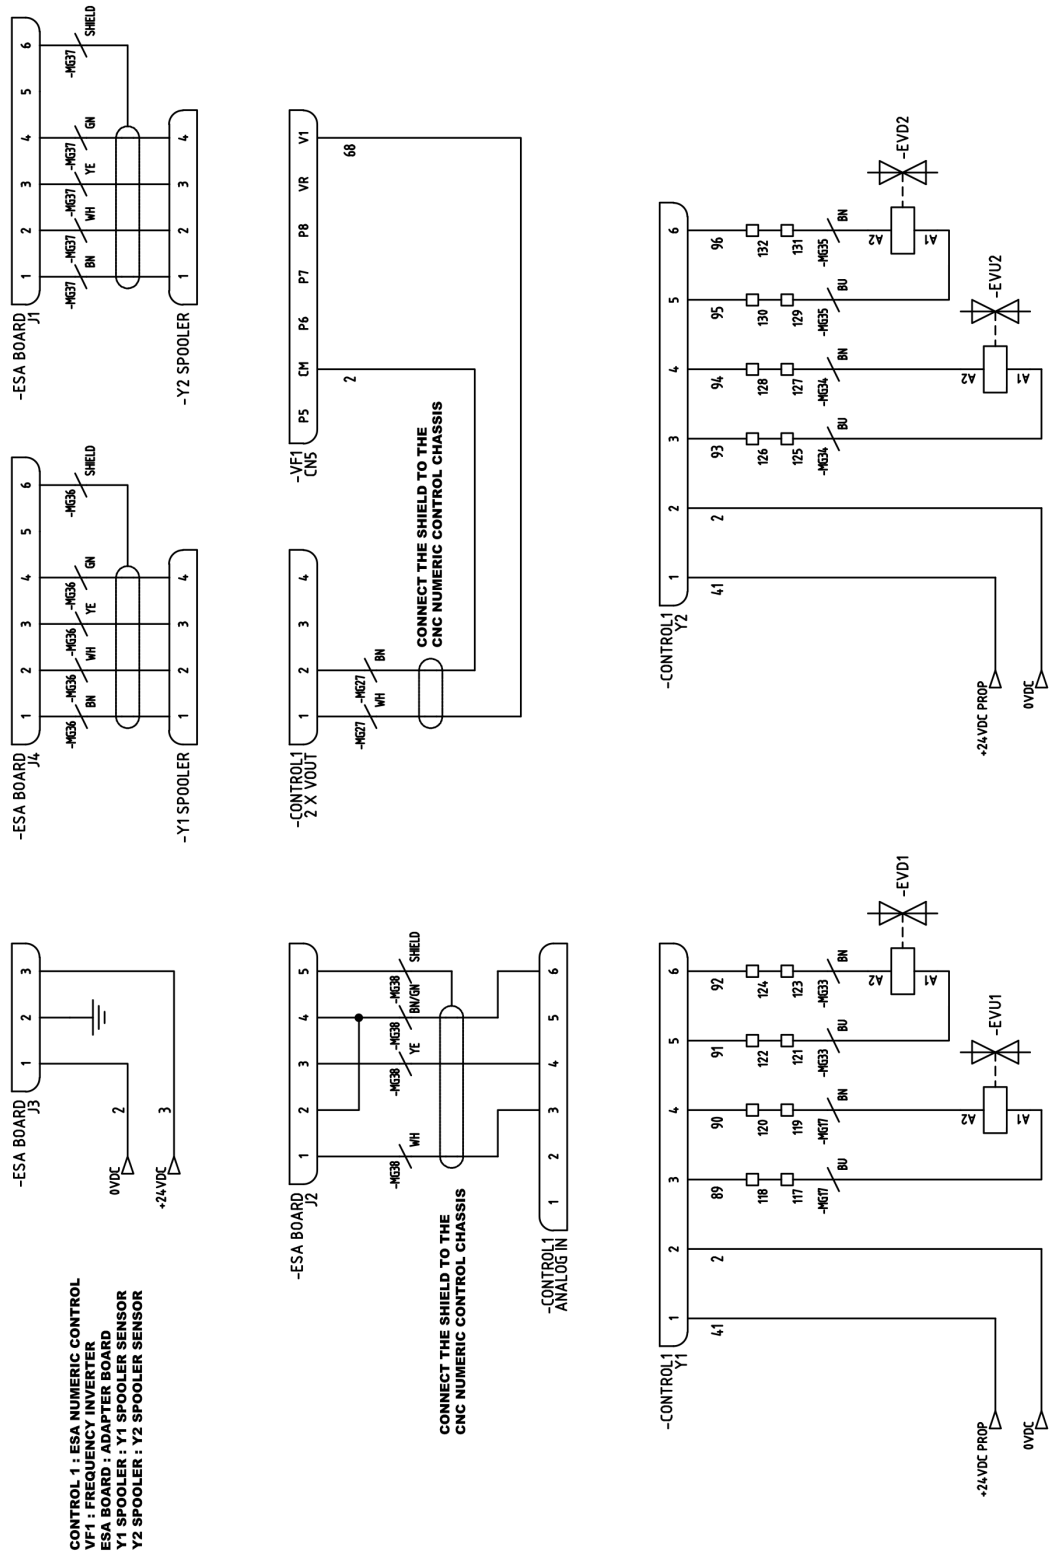 CONTROL 1 : ESA NUMERIC CONTROL
VF1 : FREQUENCY INVERTER
ESA BOARD : ADAPTER BOARD
Y1 SPOOLER : Y1 SPOOLER SENSOR
Y2 SPOOLER : Y2 SPOOLER SENSOR
-ESA BOARD
J3
1 2 3
2
3
0VDC
+24VDC
-ESA BOARD
J4
1 2 3 4 5 6
-MG36 BN
-MG36 WH
-MG36 YE
-MG36 GN
-MG36 SHIELD
1 2 3 4
-Y1 SPOOLER
-ESA BOARD
J1
1 2 3 4 5 6
-MG37 BN
-MG37 WH
-MG37 YE
-MG37 GN
-MG37 SHIELD
1 2 3 4
-Y2 SPOOLER
-ESA BOARD
J2
1 2 3 4 5
-MG38 WH
-MG38 YE
-MG38 BN/GN
-MG38 SHIELD
CONNECT THE SHIELD TO THE
CNC NUMERIC CONTROL CHASSIS
1 2 3 4 5 6
-CONTROL1
ANALOG IN
-CONTROL1
2 X VOUT
1 2 3 4
-MG27 WH
-MG27 BN
CONNECT THE SHIELD TO THE
CNC NUMERIC CONTROL CHASSIS
-VF1
CN5
P5 CM P6 P7 P8 VR V1
2
68
-CONTROL1
Y1
1 2 3 4 5 6
41 2 89 90 91 92
118 120 122 124
117 119 121 123
-MG17 BU
-MG17 BN
-MG33 BU
-MG33 BN
A2
A1
-EVD1
A2
A1
-EVU1
+24VDC PROP
0VDC
-CONTROL1
Y2
1 2 3 4 5 6
41 2 93 94 95 96
126 128 130 132
125 127 129 131
-MG34 BU
-MG34 BN
-MG35 BU
-MG35 BN
A2
A1
-EVD2
A2
A1
-EVU2
+24VDC PROP
0VDC